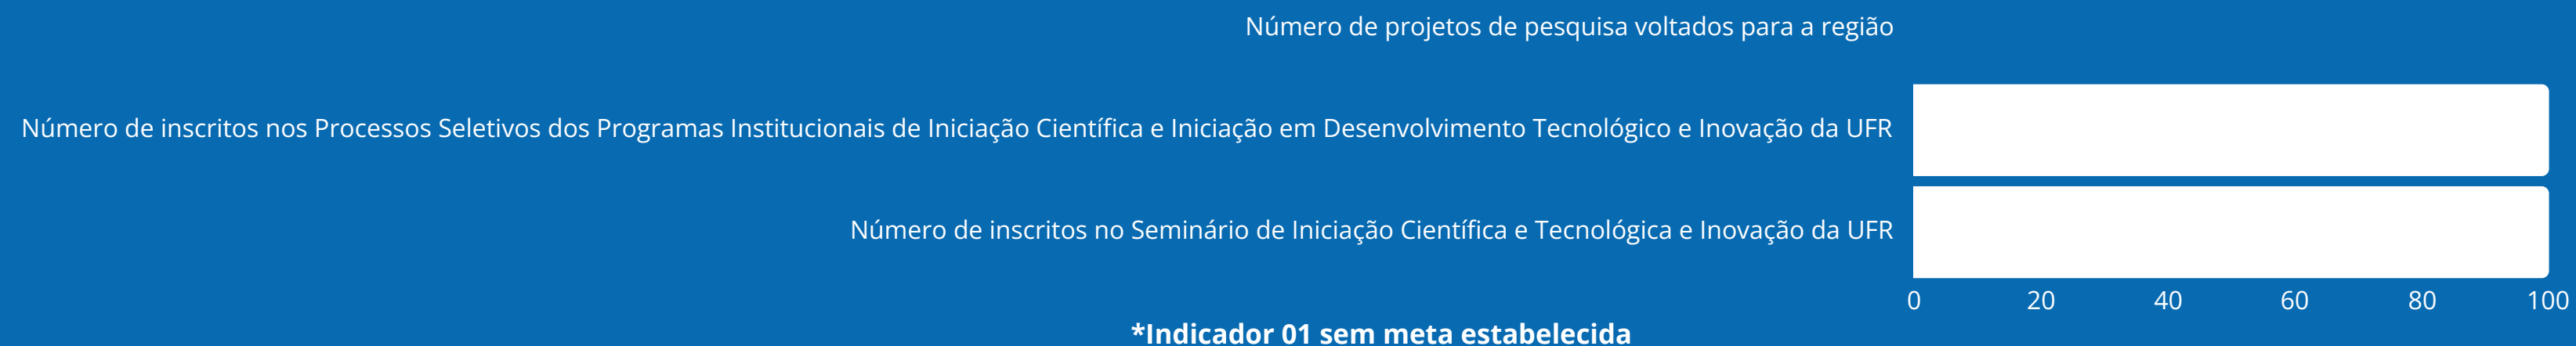 Número de projetos de pesquisa voltados para a região
Número de inscritos nos Processos Seletivos dos Programas Institucionais de Iniciação Científica e Iniciação em Desenvolvimento Tecnológico e Inovação da UFR
Número de inscritos no Seminário de Iniciação Científica e Tecnológica e Inovação da UFR
0 20 40 60 80 100
*Indicador 01 sem meta estabelecida